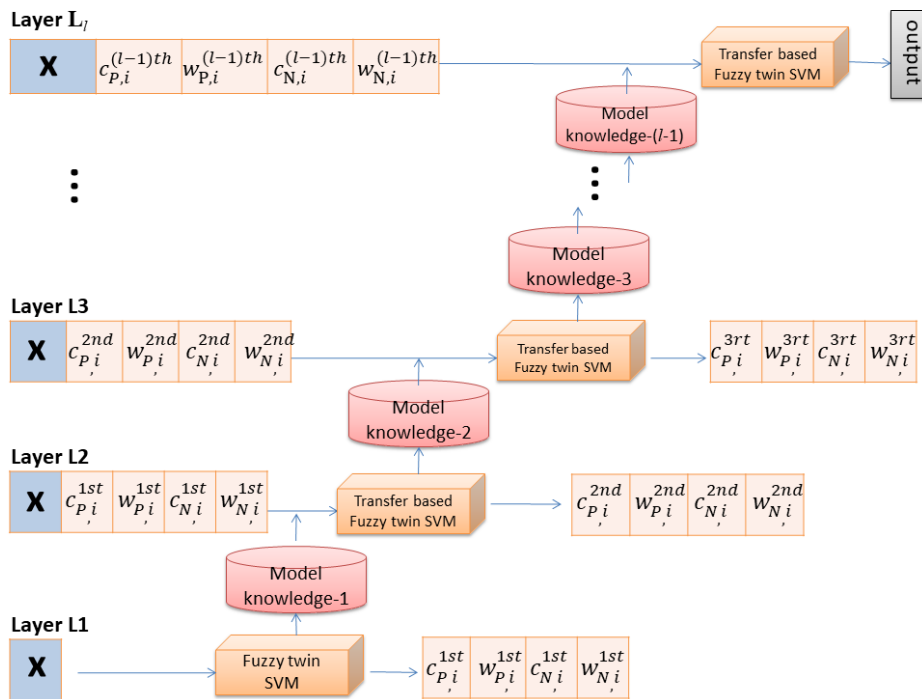 Layer L_l
X c_{P,i}^{(l-1)th} w_{P,i}^{(l-1)th} c_{N,i}^{(l-1)th} w_{N,i}^{(l-1)th}
Transfer based
Fuzzy twin SVM
output
Model
knowledge-(l-1)
⋮
⋮
Model
knowledge-3
Layer L3
X c_{P,i}^{2nd} w_{P,i}^{2nd} c_{N,i}^{2nd} w_{N,i}^{2nd}
Transfer based
Fuzzy twin SVM
c_{P,i}^{3rt} w_{P,i}^{3rt} c_{N,i}^{3rt} w_{N,i}^{3rt}
Model
knowledge-2
Layer L2
X c_{P,i}^{1st} w_{P,i}^{1st} c_{N,i}^{1st} w_{N,i}^{1st}
Transfer based
Fuzzy twin SVM
c_{P,i}^{2nd} w_{P,i}^{2nd} c_{N,i}^{2nd} w_{N,i}^{2nd}
Model
knowledge-1
Layer L1
X
Fuzzy twin
SVM
c_{P,i}^{1st} w_{P,i}^{1st} c_{N,i}^{1st} w_{N,i}^{1st}